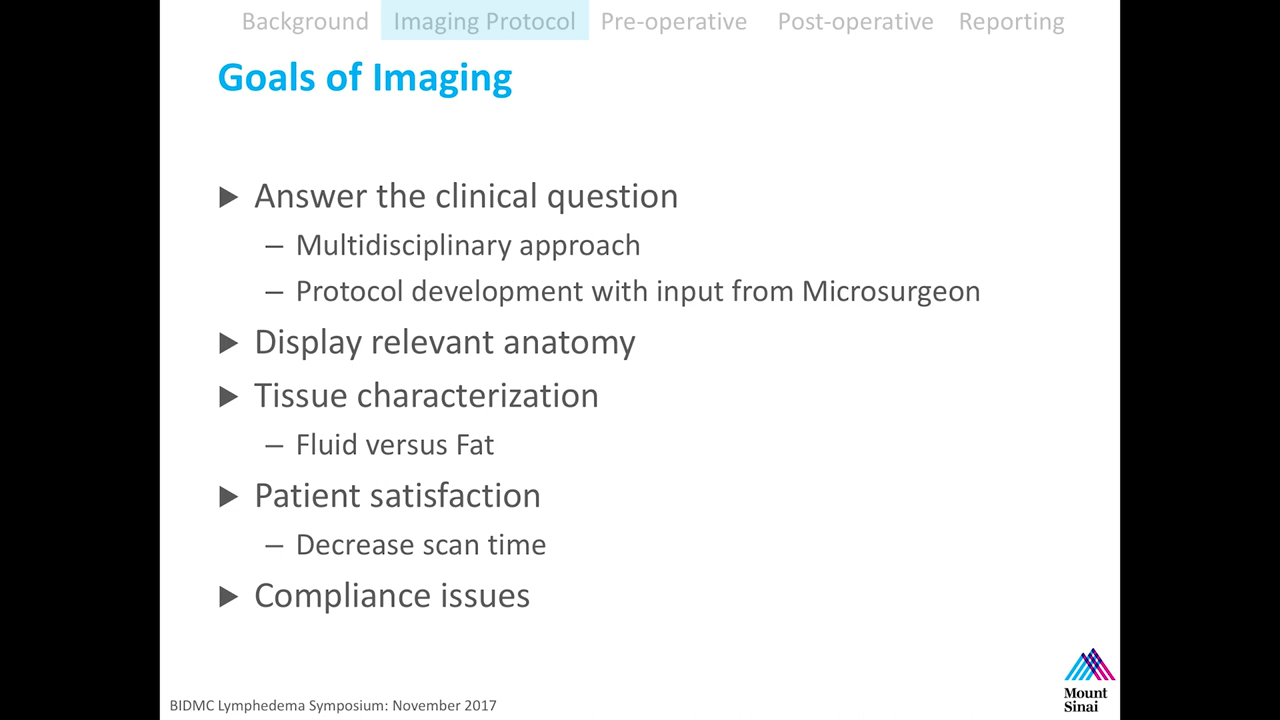 Background Imaging Protocol Pre-operative Post-operative Reporting
Goals of Imaging
Answer the clinical question
– Multidisciplinary approach
– Protocol development with input from Microsurgeon
Display relevant anatomy
Tissue characterization
– Fluid versus Fat
Patient satisfaction
– Decrease scan time
Compliance issues
Mount
Sinai
BIDMC Lymphedema Symposium: November 2017